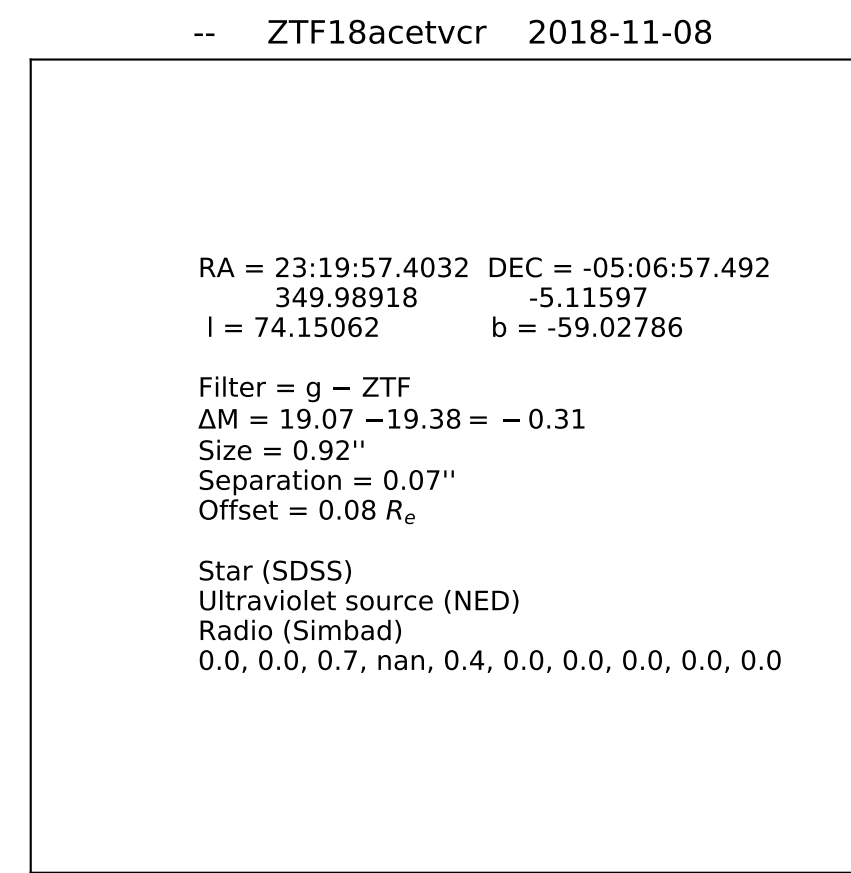 -- ZTF18acetvcr 2018-11-08
RA = 23:19:57.4032 DEC = -05:06:57.492
349.98918 -5.11597
l = 74.15062 b = -59.02786
Filter = g − ZTF
ΔM = 19.07 −19.38 = − 0.31
Size = 0.92''
Separation = 0.07''
Offset = 0.08 Rₑ
Star (SDSS)
Ultraviolet source (NED)
Radio (Simbad)
0.0, 0.0, 0.7, nan, 0.4, 0.0, 0.0, 0.0, 0.0, 0.0